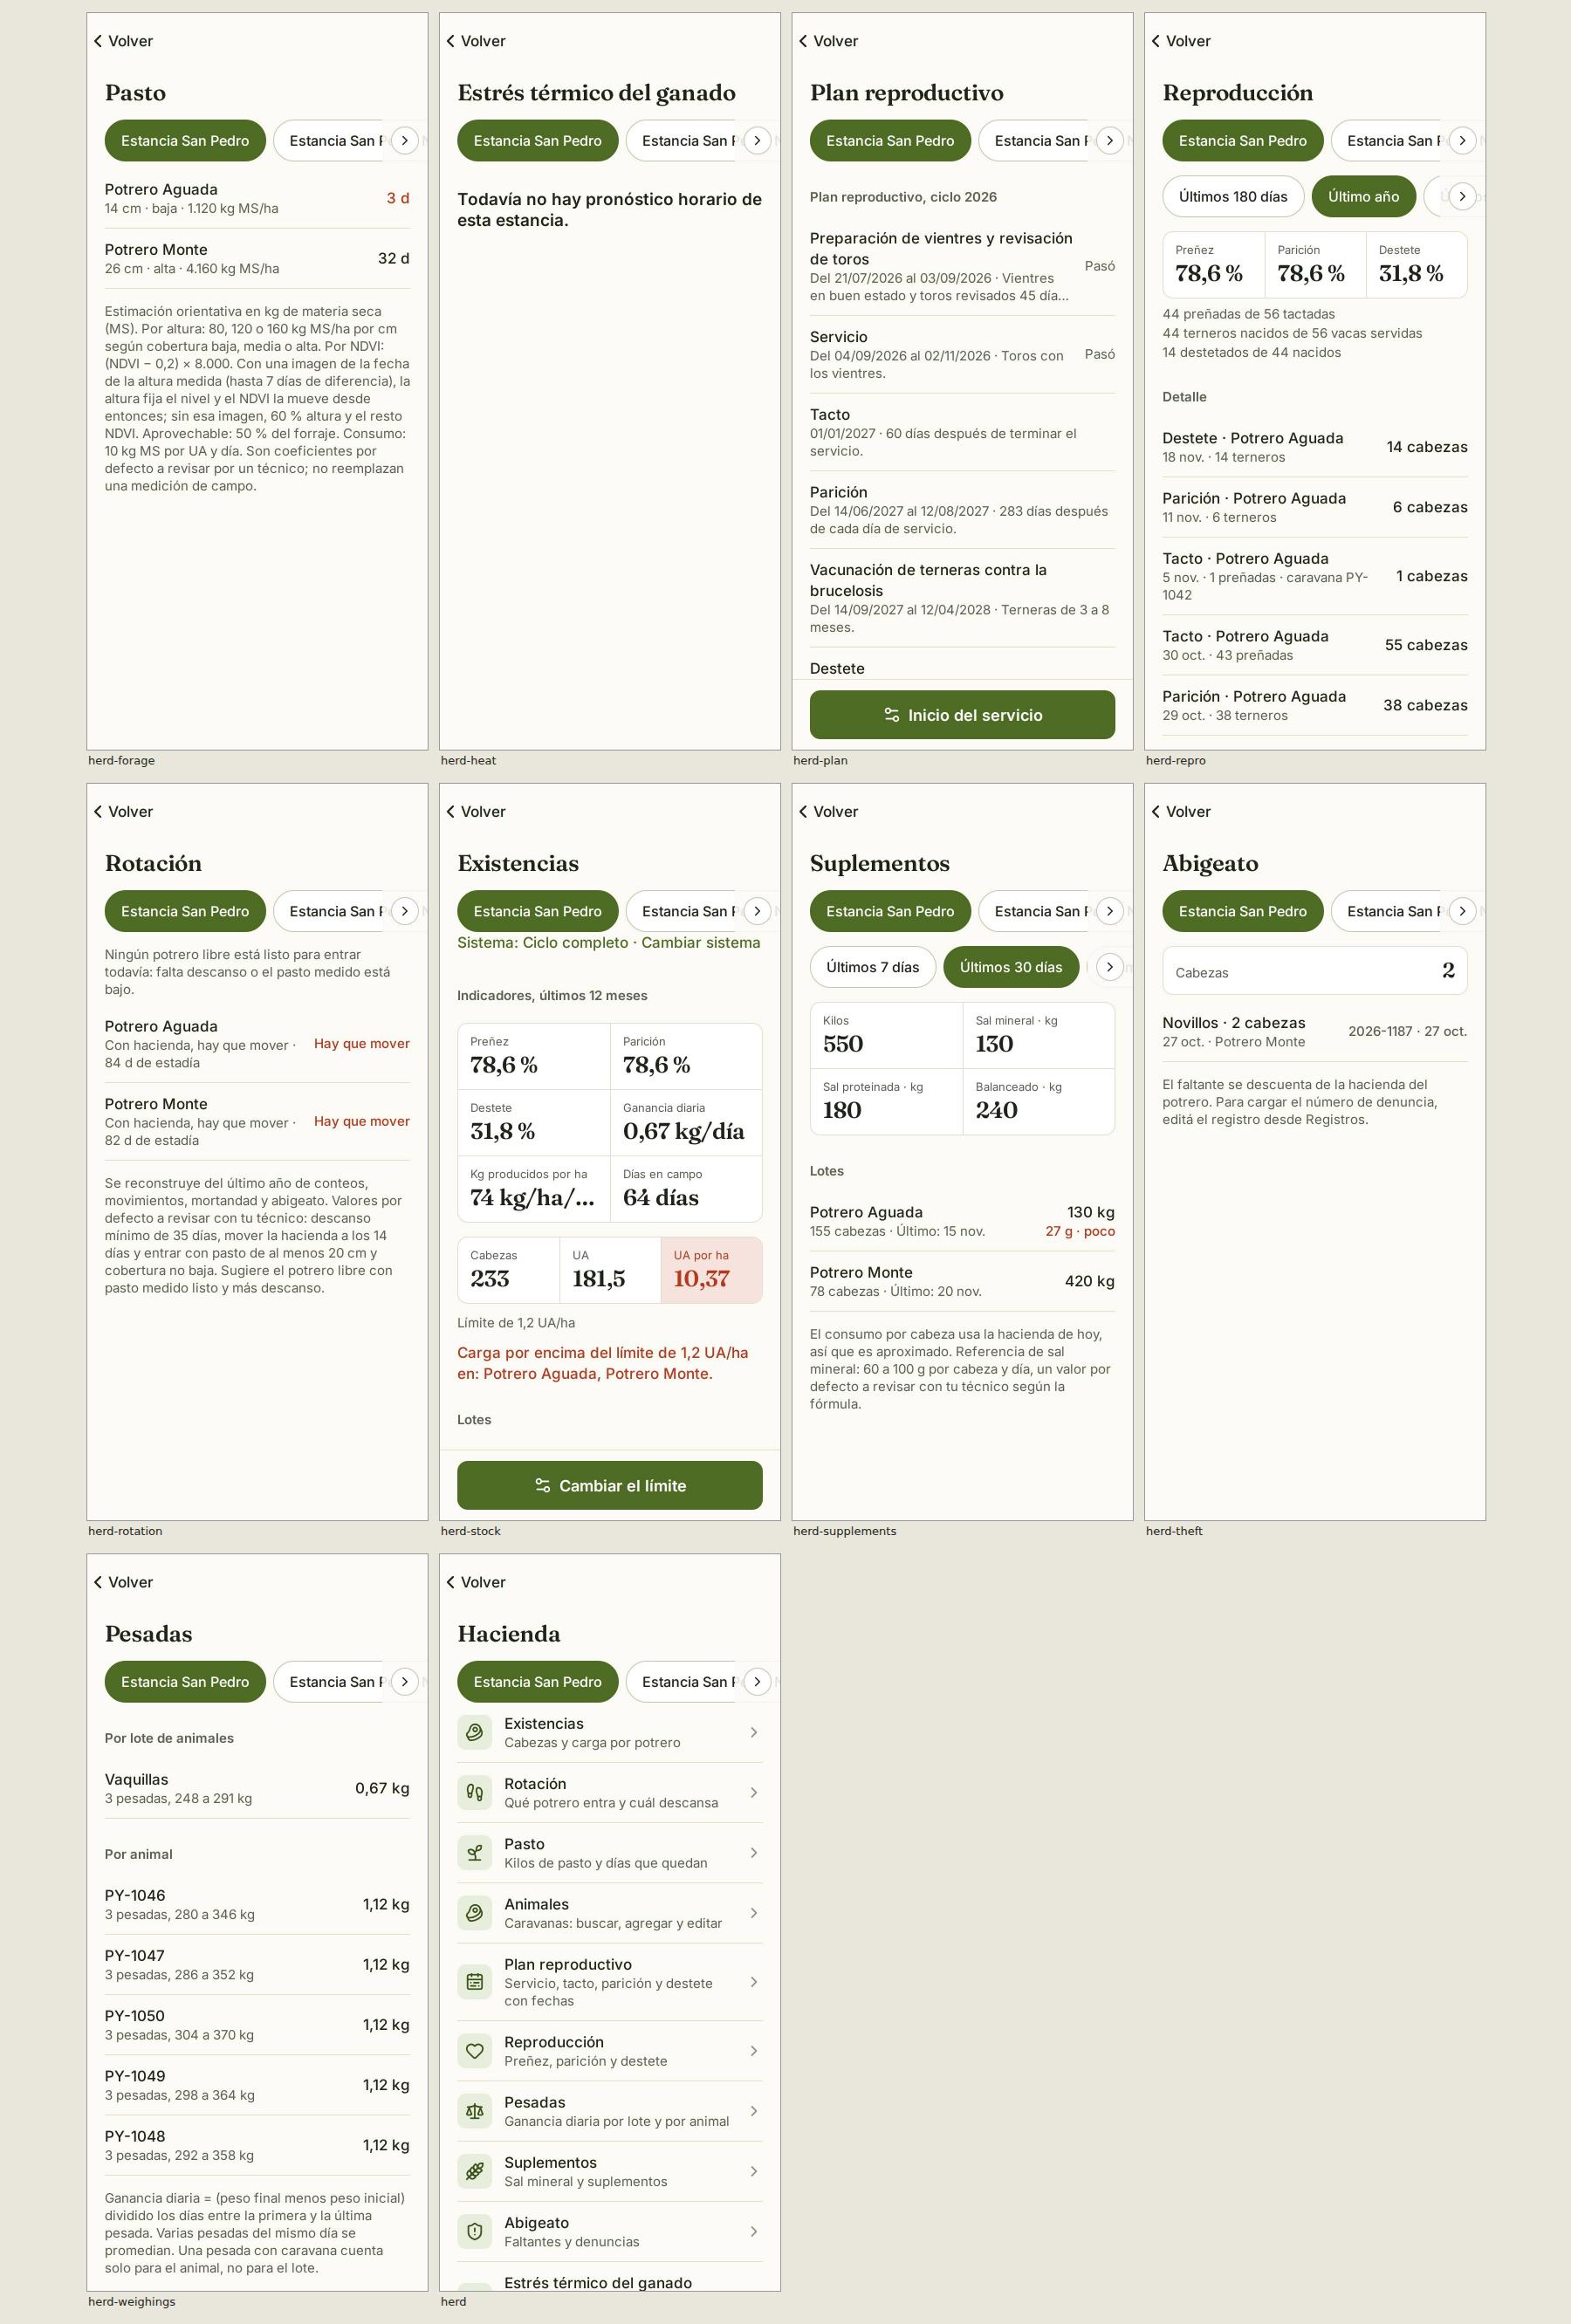 Volver
Pasto
Estancia San Pedro
Estancia San P
Potrero Aguada
14 cm · baja · 1.120 kg MS/ha
3 d
Potrero Monte
26 cm · alta · 4.160 kg MS/ha
32 d
Estimación orientativa en kg de materia seca
(MS). Por altura: 80, 120 o 160 kg MS/ha por cm
según cobertura baja, media o alta. Por NDVI:
(NDVI − 0,2) × 8.000. Con una imagen de la fecha
de la altura medida (hasta 7 días de diferencia), la
altura fija el nivel y el NDVI la mueve desde
entonces; sin esa imagen, 60 % altura y el resto
NDVI. Aprovechable: 50 % del forraje. Consumo:
10 kg MS por UA y día. Son coeficientes por
defecto a revisar por un técnico; no reemplazan
una medición de campo.
herd-forage
Volver
Estrés térmico del ganado
Estancia San Pedro
Estancia San P
Todavía no hay pronóstico horario de
esta estancia.
herd-heat
Volver
Plan reproductivo
Estancia San Pedro
Estancia San P
Plan reproductivo, ciclo 2026
Preparación de vientres y revisación
de toros
Del 21/07/2026 al 03/09/2026 · Vientres
en buen estado y toros revisados 45 día...
Pasó
Servicio
Del 04/09/2026 al 02/11/2026 · Toros con
los vientres.
Pasó
Tacto
01/01/2027 · 60 días después de terminar el
servicio.
Parición
Del 14/06/2027 al 12/08/2027 · 283 días después
de cada día de servicio.
Vacunación de terneras contra la
brucelosis
Del 14/09/2027 al 12/04/2028 · Terneras de 3 a 8
meses.
Destete
Inicio del servicio
herd-plan
Volver
Reproducción
Estancia San Pedro
Estancia San P
Últimos 180 días
Último año
Preñez
78,6 %
Parición
78,6 %
Destete
31,8 %
44 preñadas de 56 tactadas
44 terneros nacidos de 56 vacas servidas
14 destetados de 44 nacidos
Detalle
Destete · Potrero Aguada
18 nov. · 14 terneros
14 cabezas
Parición · Potrero Aguada
11 nov. · 6 terneros
6 cabezas
Tacto · Potrero Aguada
5 nov. · 1 preñadas · caravana PY-
1042
1 cabezas
Tacto · Potrero Aguada
30 oct. · 43 preñadas
55 cabezas
Parición · Potrero Aguada
29 oct. · 38 terneros
38 cabezas
herd-repro
Volver
Rotación
Estancia San Pedro
Estancia San P
Ningún potrero libre está listo para entrar
todavía: falta descanso o el pasto medido está
bajo.
Potrero Aguada
Con hacienda, hay que mover ·
84 d de estadía
Hay que mover
Potrero Monte
Con hacienda, hay que mover ·
82 d de estadía
Hay que mover
Se reconstruye del último año de conteos,
movimientos, mortandad y abigeato. Valores por
defecto a revisar con tu técnico: descanso
mínimo de 35 días, mover la hacienda a los 14
días y entrar con pasto de al menos 20 cm y
cobertura no baja. Sugiere el potrero libre con
pasto medido listo y más descanso.
herd-rotation
Volver
Existencias
Estancia San Pedro
Estancia San P
Sistema: Ciclo completo · Cambiar sistema
Indicadores, últimos 12 meses
Preñez
78,6 %
Parición
78,6 %
Destete
31,8 %
Ganancia diaria
0,67 kg/día
Kg producidos por ha
74 kg/ha/...
Días en campo
64 días
Cabezas
233
UA
181,5
UA por ha
10,37
Límite de 1,2 UA/ha
Carga por encima del límite de 1,2 UA/ha
en: Potrero Aguada, Potrero Monte.
Lotes
Cambiar el límite
herd-stock
Volver
Suplementos
Estancia San Pedro
Estancia San P
Últimos 7 días
Últimos 30 días
Kilos
550
Sal mineral · kg
130
Sal proteinada · kg
180
Balanceado · kg
240
Lotes
Potrero Aguada
155 cabezas · Último: 15 nov.
130 kg
27 g · poco
Potrero Monte
78 cabezas · Último: 20 nov.
420 kg
El consumo por cabeza usa la hacienda de hoy,
así que es aproximado. Referencia de sal
mineral: 60 a 100 g por cabeza y día, un valor por
defecto a revisar con tu técnico según la
fórmula.
herd-supplements
Volver
Abigeato
Estancia San Pedro
Estancia San P
Cabezas
2
Novillos · 2 cabezas
27 oct. · Potrero Monte
2026-1187 · 27 oct.
El faltante se descuenta de la hacienda del
potrero. Para cargar el número de denuncia,
editá el registro desde Registros.
herd-theft
Volver
Pesadas
Estancia San Pedro
Estancia San P
Por lote de animales
Vaquillas
3 pesadas, 248 a 291 kg
0,67 kg
Por animal
PY-1046
3 pesadas, 280 a 346 kg
1,12 kg
PY-1047
3 pesadas, 286 a 352 kg
1,12 kg
PY-1050
3 pesadas, 304 a 370 kg
1,12 kg
PY-1049
3 pesadas, 298 a 364 kg
1,12 kg
PY-1048
3 pesadas, 292 a 358 kg
1,12 kg
Ganancia diaria = (peso final menos peso inicial)
dividido los días entre la primera y la última
pesada. Varias pesadas del mismo día se
promedian. Una pesada con caravana cuenta
solo para el animal, no para el lote.
herd-weighings
Volver
Hacienda
Estancia San Pedro
Estancia San P
Existencias
Cabezas y carga por potrero
Rotación
Qué potrero entra y cuál descansa
Pasto
Kilos de pasto y días que quedan
Animales
Caravanas: buscar, agregar y editar
Plan reproductivo
Servicio, tacto, parición y destete
con fechas
Reproducción
Preñez, parición y destete
Pesadas
Ganancia diaria por lote y por animal
Suplementos
Sal mineral y suplementos
Abigeato
Faltantes y denuncias
Estrés térmico del ganado
herd